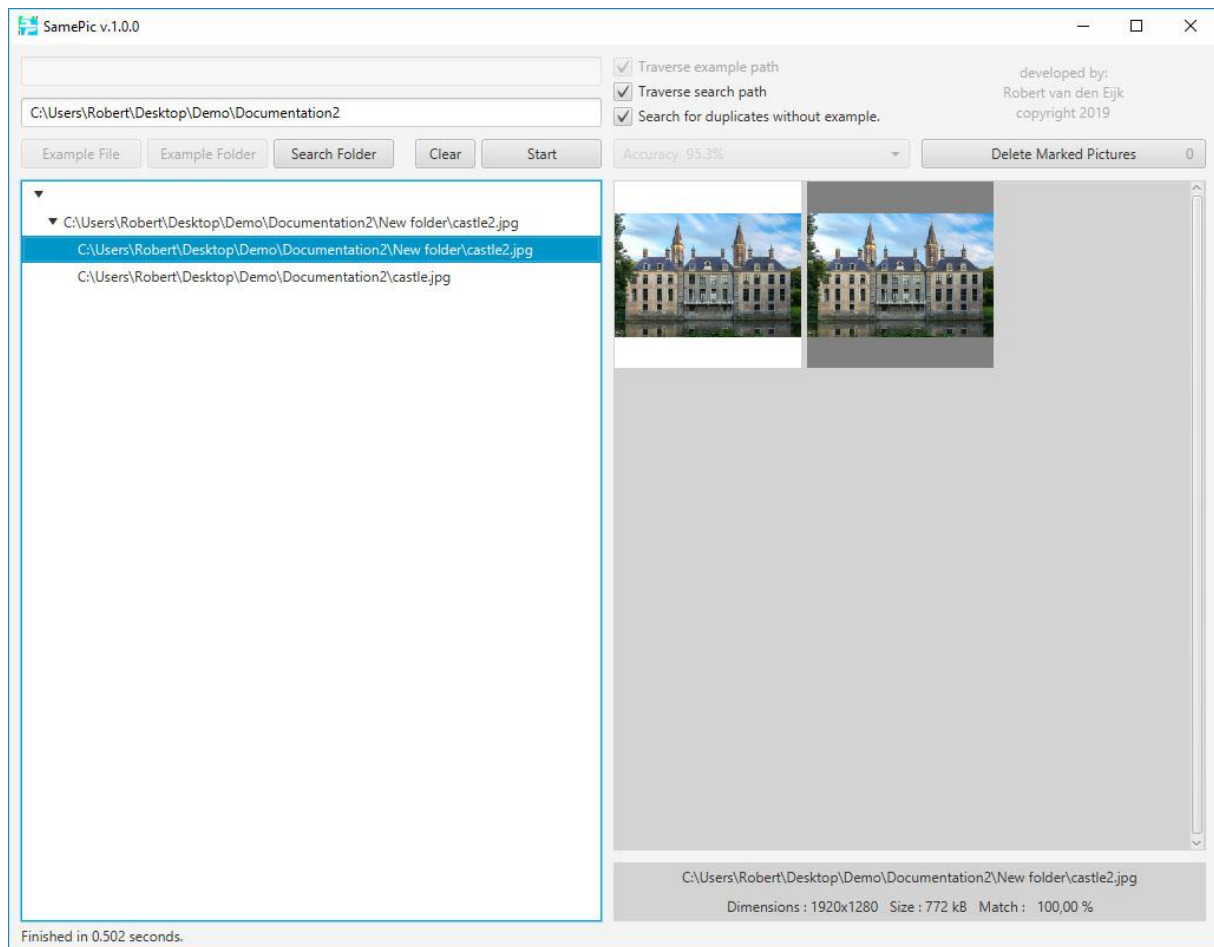 SamePic v.1.0.0
Traverse example path
C:\Users\Robert\Desktop\Demo\Documentation2
Traverse search path
Search for duplicates without example.
developed by:
Robert van den Eijk
copyright 2019
Example File
Example Folder
Search Folder
Clear
Start
Accuracy 95.3%
Delete Marked Pictures 0
C:\Users\Robert\Desktop\Demo\Documentation2\New folder\castle2.jpg
C:\Users\Robert\Desktop\Demo\Documentation2\New folder\castle2.jpg
C:\Users\Robert\Desktop\Demo\Documentation2\castle.jpg
C:\Users\Robert\Desktop\Demo\Documentation2\New folder\castle2.jpg
Dimensions : 1920x1280 Size : 772 kB Match : 100,00 %
Finished in 0.502 seconds.